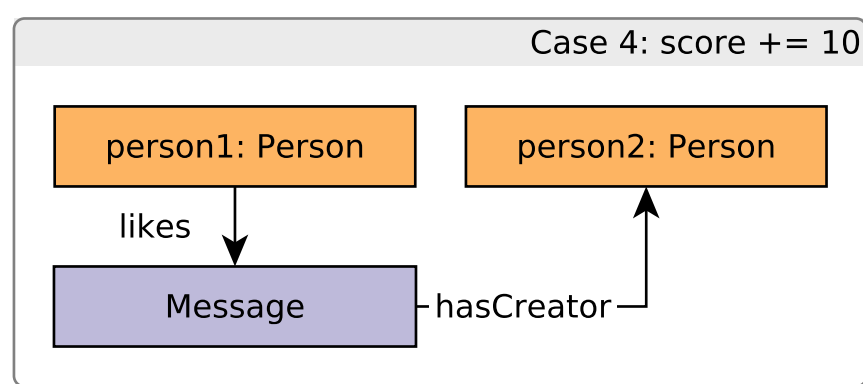 Case 4: score += 10
person1: Person
person2: Person
likes
Message
hasCreator